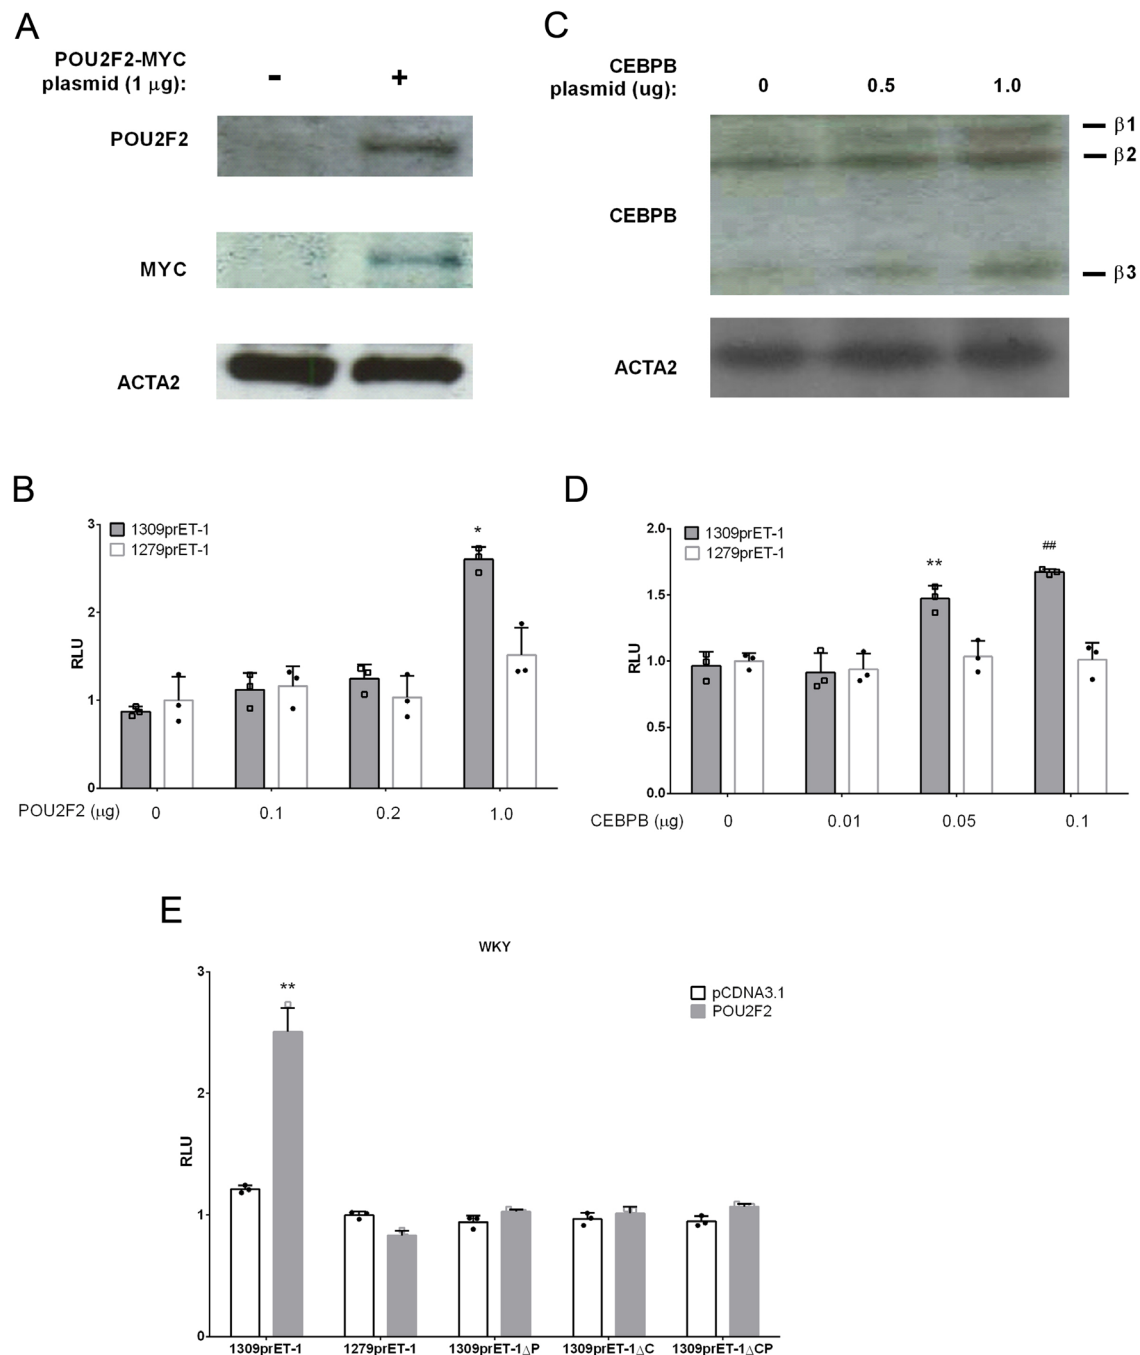 A
POU2F2-MYC
plasmid (1 μg):
- +
POU2F2
MYC
ACTA2
C
CEBPB
plasmid (ug):
0 0.5 1.0
β1
β2
CEBPB
β3
ACTA2
B
3
2
1
0
RLU
1309prET-1
1279prET-1
*
POU2F2 (μg) 0 0.1 0.2 1.0
D
2.0
1.5
1.0
0.5
0.0
RLU
1309prET-1
1279prET-1
**
##
CEBPB (μg) 0 0.01 0.05 0.1
E
WKY
3
2
1
0
RLU
**
pCDNA3.1
POU2F2
1309prET-1 1279prET-1 1309prET-1△P 1309prET-1△C 1309prET-1△CP